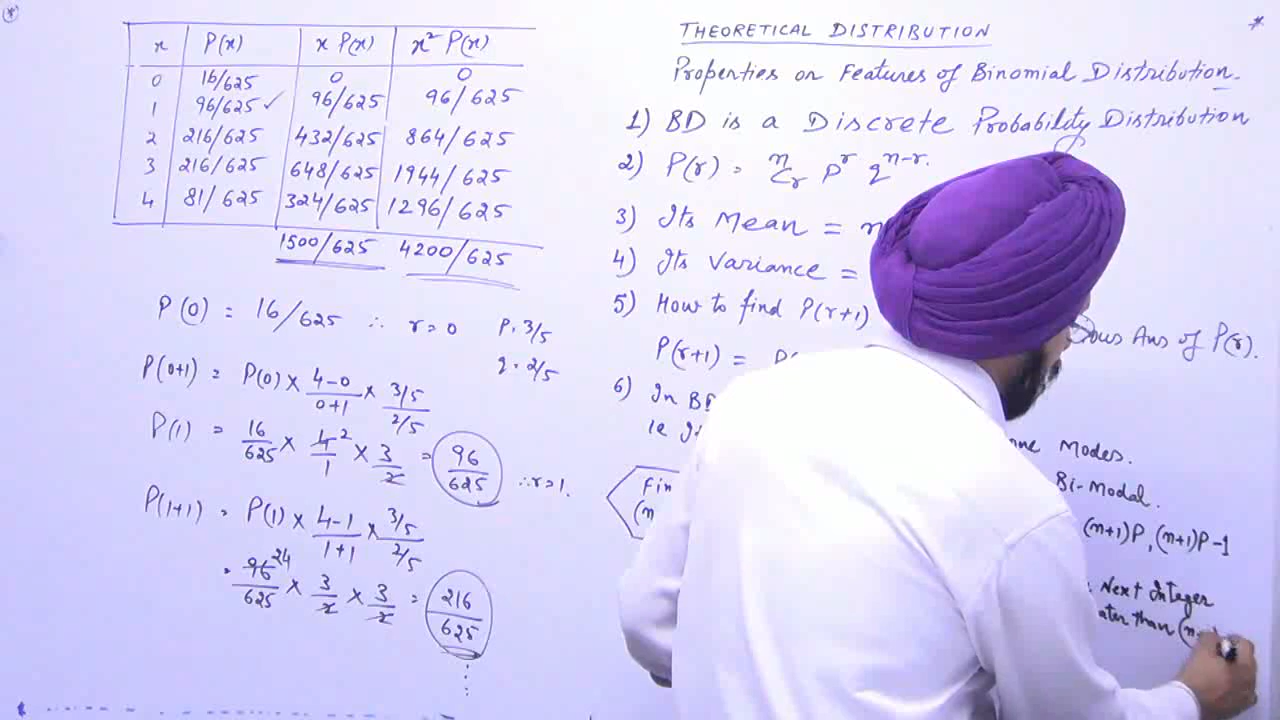 x P(x) x P(x) x² P(x)
0 16/625 0 0
1 96/625 ✓ 96/625 96/625
2 216/625 432/625 864/625
3 216/625 648/625 1944/625
4 81/625 324/625 1296/625
1500/625 4200/625
P(0) = 16/625 ∴ r=0 P = 3/5
q = 2/5
P(0+1) = P(0) × 4-0/0+1 × 3/5 / 2/5
P(1) = 16/625 × 4/1 × 3/2 = 96/625 ∴ r=1.
P(1+1) = P(1) × 4-1/1+1 × 3/5 / 2/5
= 96/625 × 3/2 × 3/2 = 216/625
THEORETICAL DISTRIBUTION
Properties or Features of Binomial Distribution.
1) BD is a Discrete Probability Distribution
2) P(r) = nCr P^r q^n-r.
3) Its Mean = n
4) Its Variance =
5) How to find P(r+1) Ans of P(r).
P(r+1) =
6) In BD Modes.
ie Bi-Modal.
(n+1)P, (n+1)P-1
Next Integer
than (n